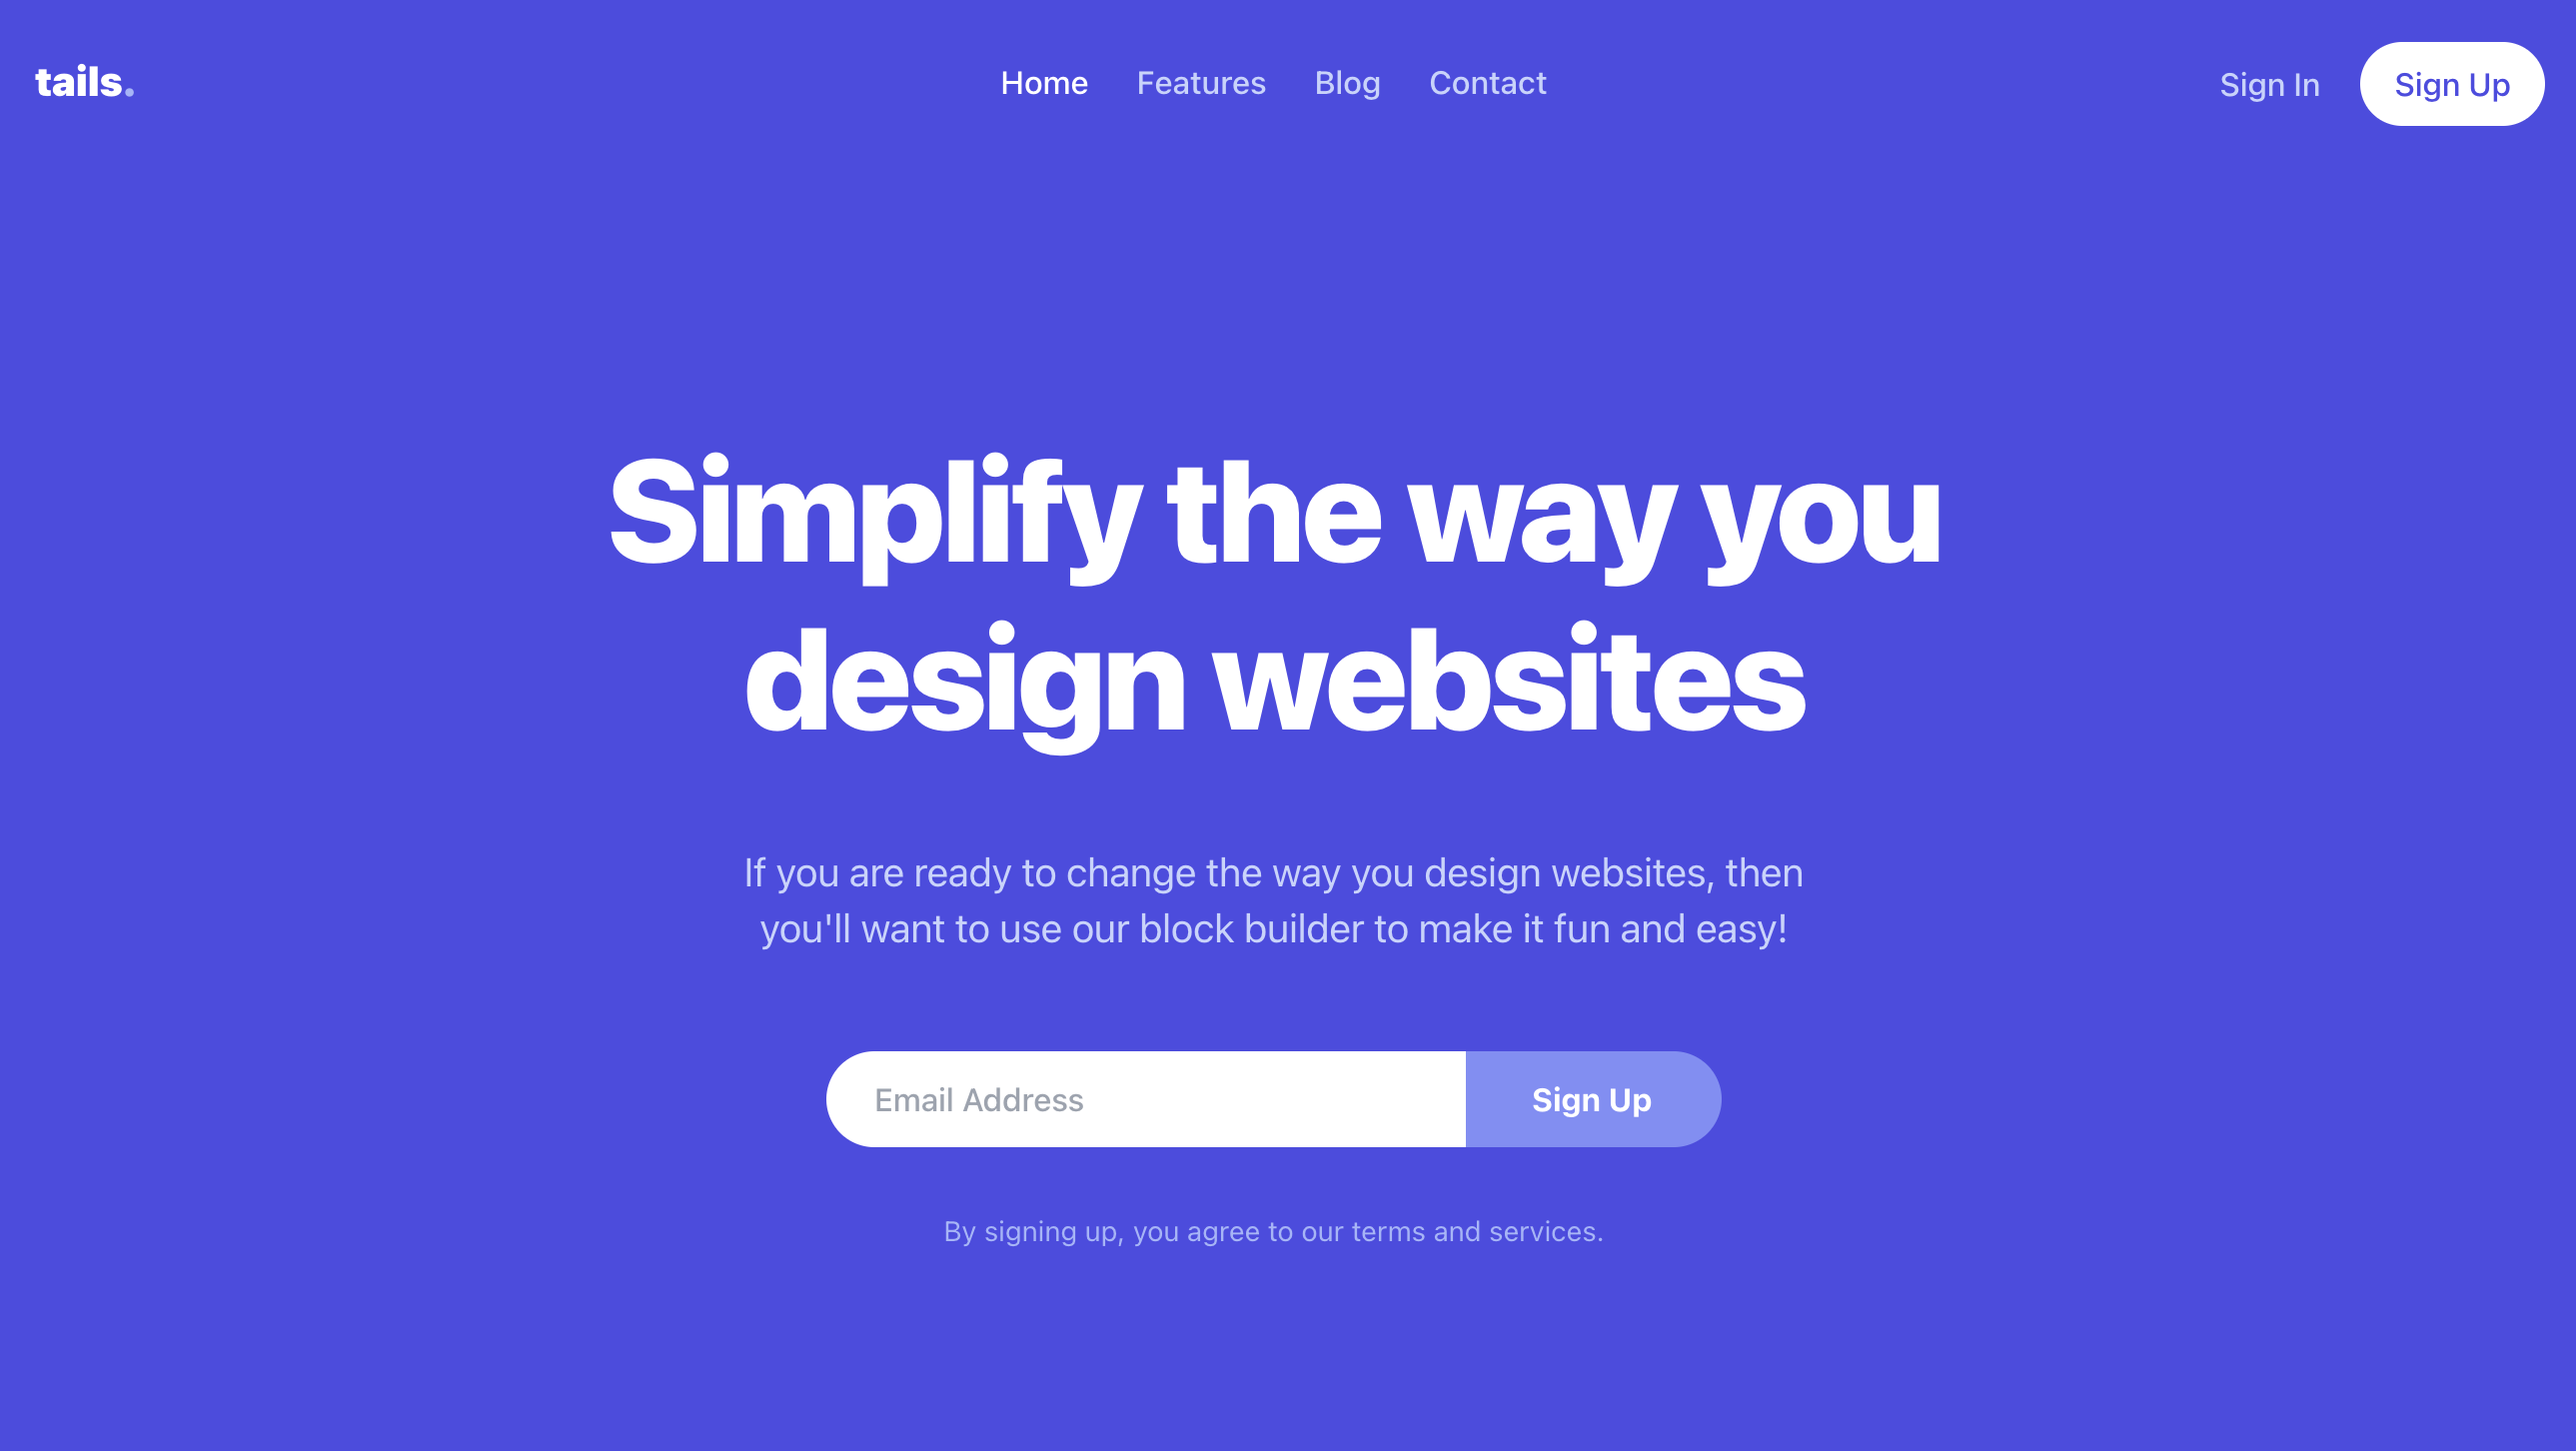 tails.
Home Features Blog Contact
Sign In Sign Up
Simplify the way you
design websites
If you are ready to change the way you design websites, then
you'll want to use our block builder to make it fun and easy!
Email Address Sign Up
By signing up, you agree to our terms and services.